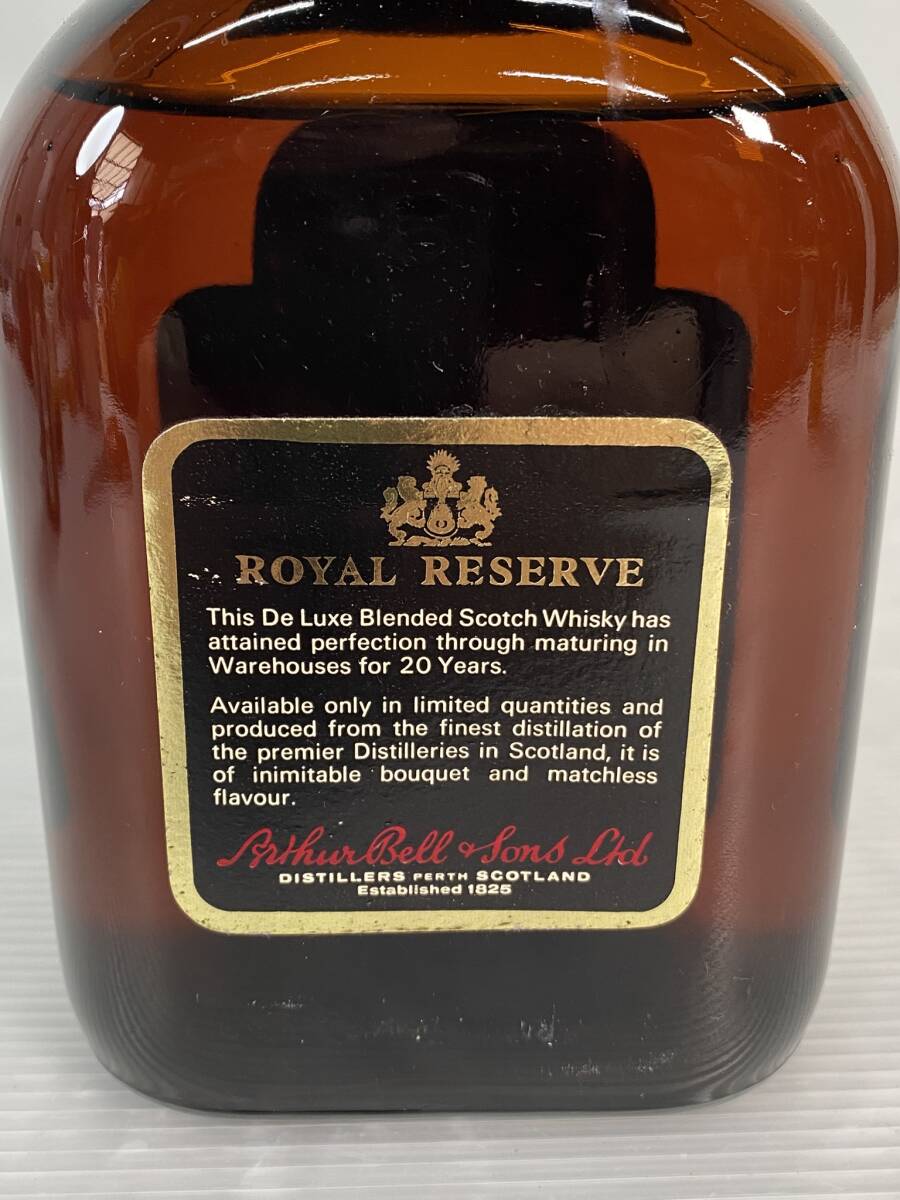 ROYAL RESERVE
This De Luxe Blended Scotch Whisky has
attained perfection through maturing in
Warehouses for 20 Years.
Available only in limited quantities and
produced from the finest distillation of
the premier Distilleries in Scotland, it is
of inimitable bouquet and matchless
flavour.
Arthur Bell & Sons Ltd
DISTILLERS PERTH SCOTLAND
Established 1825